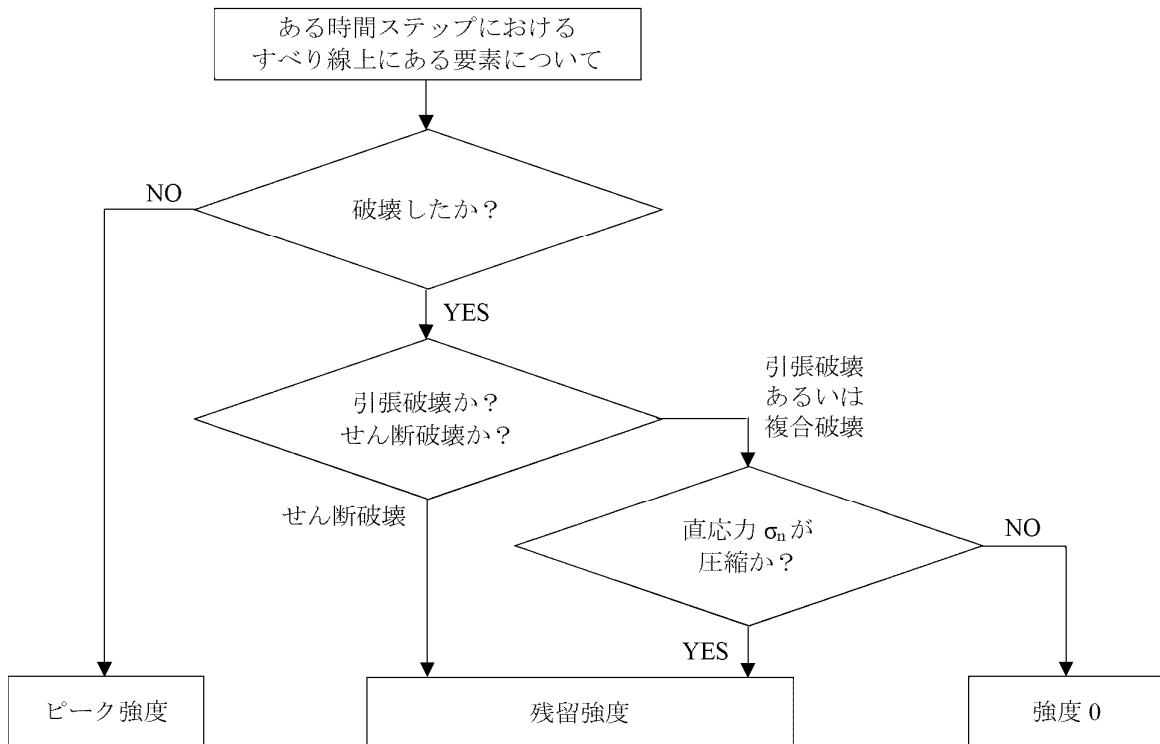 ある時間ステップにおける
すべり線上にある要素について
NO
破壊したか？
YES
引張破壊か？
せん断破壊か？
引張破壊
あるいは
複合破壊
せん断破壊
直応力 σn が
圧縮か？
NO
YES
ピーク強度
残留強度
強度 0